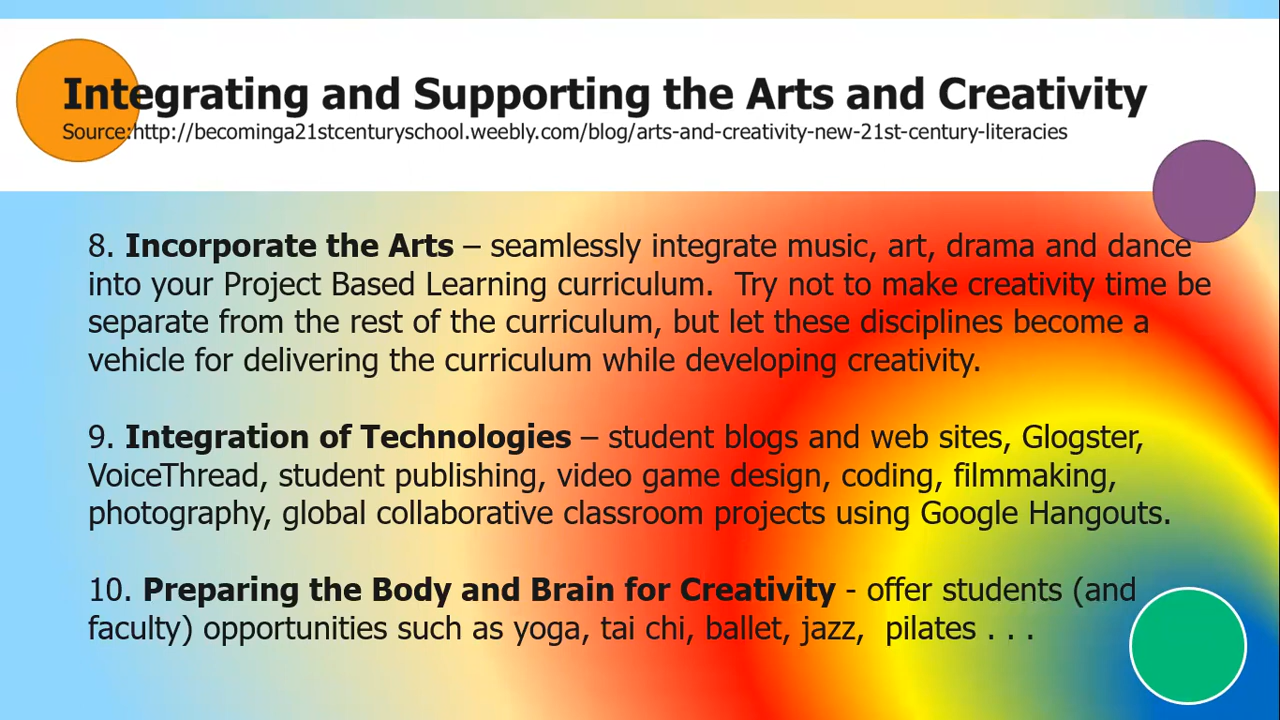 Integrating and Supporting the Arts and Creativity
Source:http://becominga21stcenturyschool.weebly.com/blog/arts-and-creativity-new-21st-century-literacies
8. Incorporate the Arts – seamlessly integrate music, art, drama and dance
into your Project Based Learning curriculum.  Try not to make creativity time be
separate from the rest of the curriculum, but let these disciplines become a
vehicle for delivering the curriculum while developing creativity.
9. Integration of Technologies – student blogs and web sites, Glogster,
VoiceThread, student publishing, video game design, coding, filmmaking,
photography, global collaborative classroom projects using Google Hangouts.
10. Preparing the Body and Brain for Creativity - offer students (and
faculty) opportunities such as yoga, tai chi, ballet, jazz,  pilates . . .